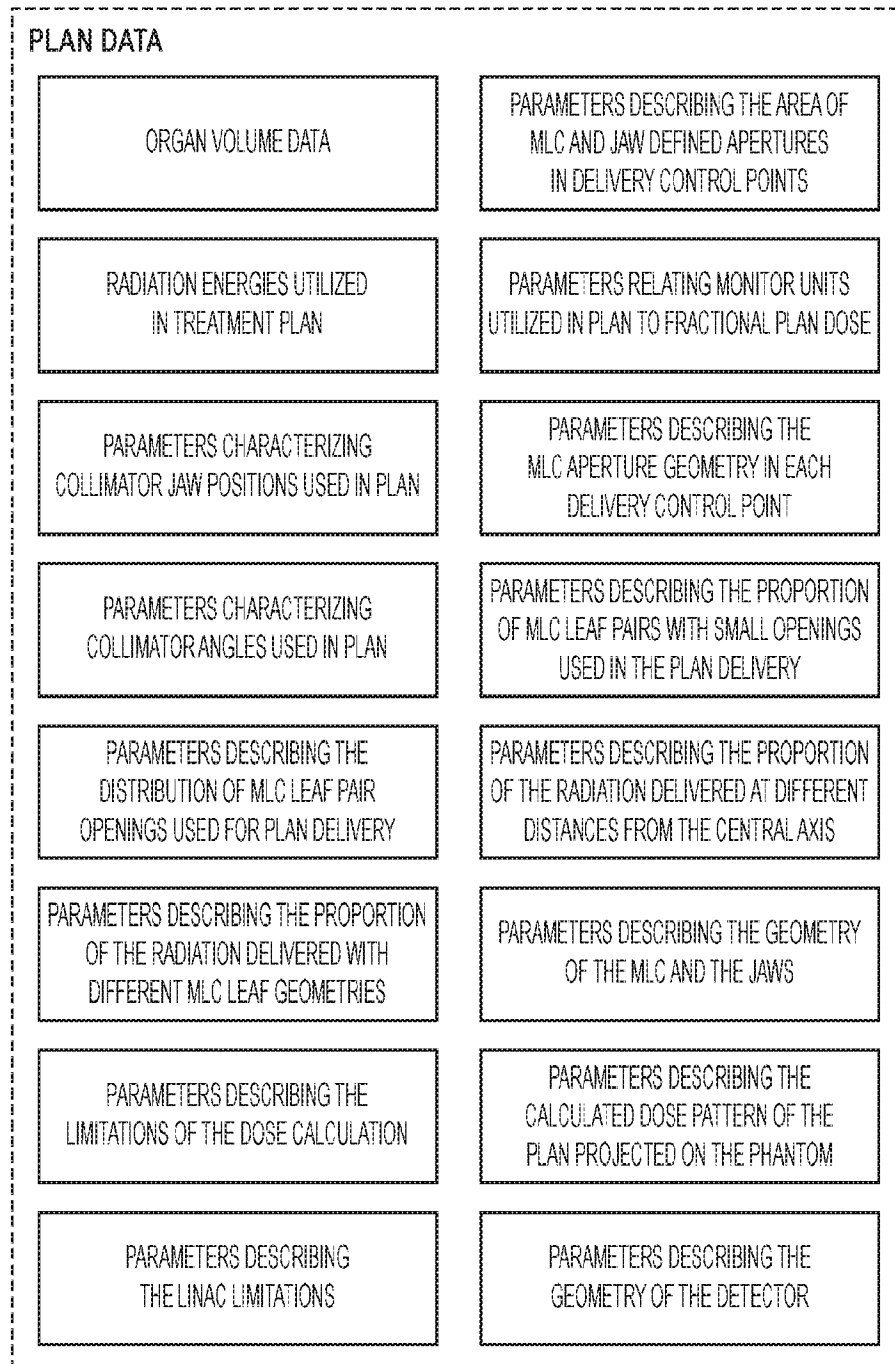 PLAN DATA
ORGAN VOLUME DATA
PARAMETERS DESCRIBING THE AREA OF
MLC AND JAW DEFINED APERTURES
IN DELIVERY CONTROL POINTS
RADIATION ENERGIES UTILIZED
IN TREATMENT PLAN
PARAMETERS RELATING MONITOR UNITS
UTILIZED IN PLAN TO FRACTIONAL PLAN DOSE
PARAMETERS CHARACTERIZING
COLLIMATOR JAW POSITIONS USED IN PLAN
PARAMETERS DESCRIBING THE
MLC APERTURE GEOMETRY IN EACH
DELIVERY CONTROL POINT
PARAMETERS CHARACTERIZING
COLLIMATOR ANGLES USED IN PLAN
PARAMETERS DESCRIBING THE PROPORTION
OF MLC LEAF PAIRS WITH SMALL OPENINGS
USED IN THE PLAN DELIVERY
PARAMETERS DESCRIBING THE
DISTRIBUTION OF MLC LEAF PAIR
OPENINGS USED FOR PLAN DELIVERY
PARAMETERS DESCRIBING THE PROPORTION
OF THE RADIATION DELIVERED AT DIFFERENT
DISTANCES FROM THE CENTRAL AXIS
PARAMETERS DESCRIBING THE PROPORTION
OF THE RADIATION DELIVERED WITH
DIFFERENT MLC LEAF GEOMETRIES
PARAMETERS DESCRIBING THE GEOMETRY
OF THE MLC AND THE JAWS
PARAMETERS DESCRIBING THE
LIMITATIONS OF THE DOSE CALCULATION
PARAMETERS DESCRIBING THE
CALCULATED DOSE PATTERN OF THE
PLAN PROJECTED ON THE PHANTOM
PARAMETERS DESCRIBING
THE LINAC LIMITATIONS
PARAMETERS DESCRIBING THE
GEOMETRY OF THE DETECTOR